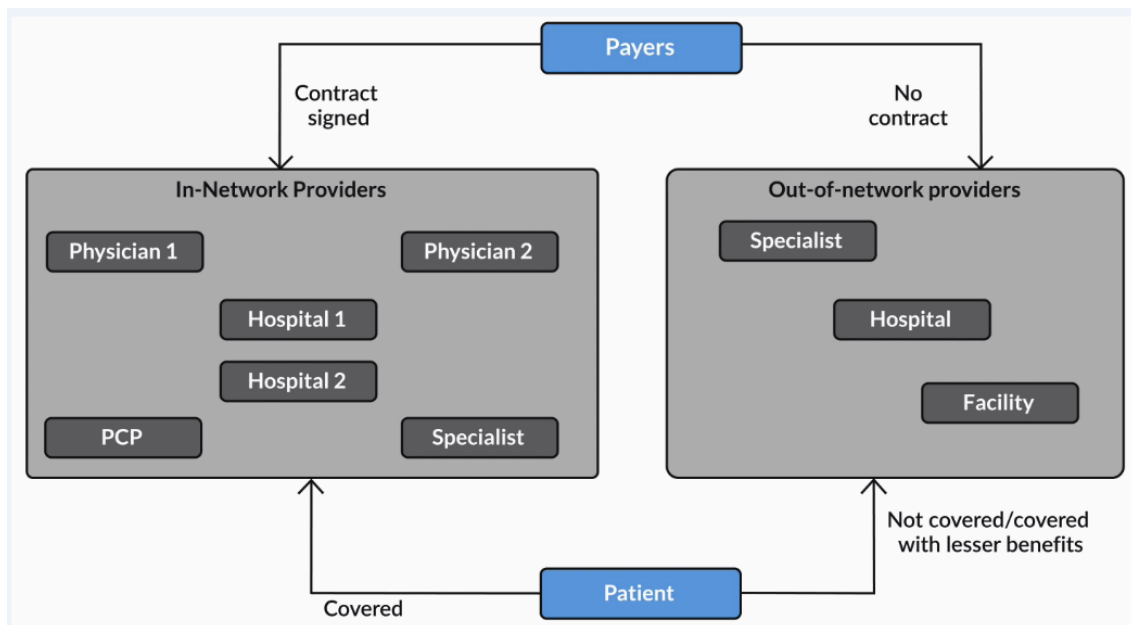 Payers
Contract
signed
No
contract
In-Network Providers
Physician 1
Physician 2
Hospital 1
Hospital 2
PCP
Specialist
Out-of-network providers
Specialist
Hospital
Facility
Not covered/covered
with lesser benefits
Patient
Covered